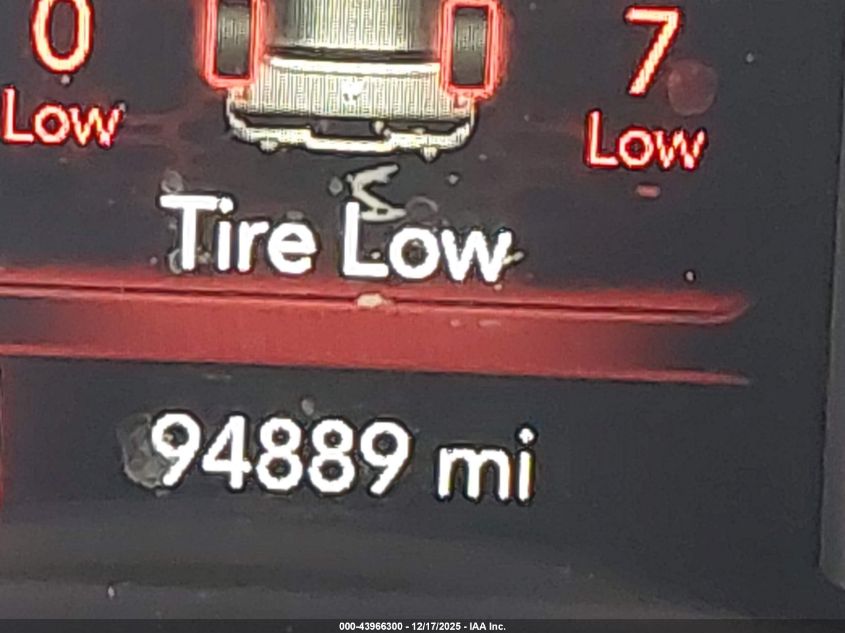 0 7
Low Low
Tire Low
94889 mi
000-43966300 - 12/17/2025 - IAA Inc.